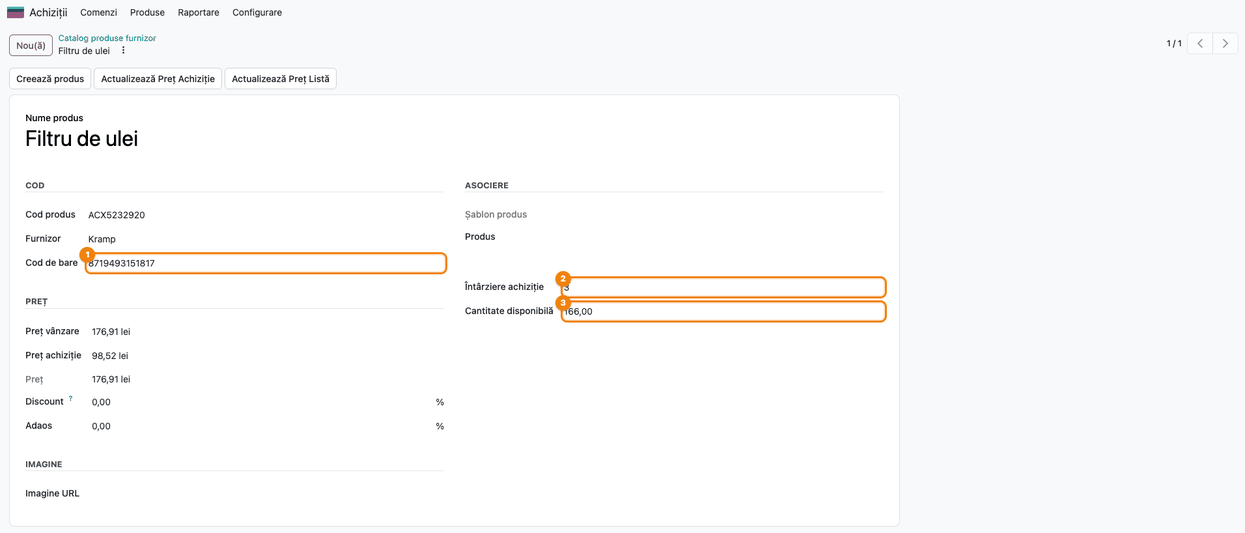 Achiziții Comenzi Produse Raportare Configurare
Nou(ă) Catalog produse furnizor
Filtru de ulei
1 / 1
Creează produs Actualizează Preț Achiziție Actualizează Preț Listă
Nume produs
Filtru de ulei
COD
Cod produs ACX5232920
Furnizor Kramp
1
Cod de bare 8719493151817
PREȚ
Preț vânzare 176,91 lei
Preț achiziție 98,52 lei
Preț 176,91 lei
Discount ? 0,00 %
Adaos 0,00 %
IMAGINE
Imagine URL
ASOCIERE
Șablon produs
Produs
2
Întârziere achiziție 3
3
Cantitate disponibilă 166,00